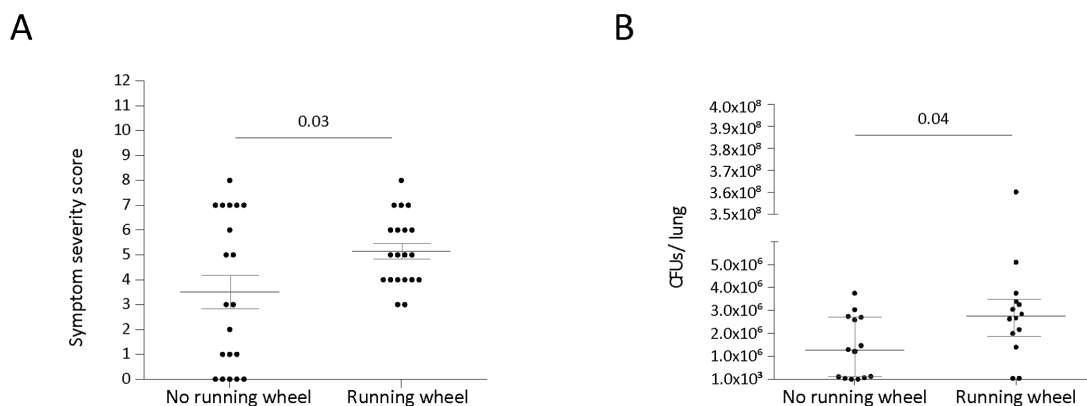 A
Symptom severity score
12
11
10
9
8
7
6
5
4
3
2
1
0
0.03
No running wheel
Running wheel
B
CFUs/ lung
4.0x10⁸
3.9x10⁸
3.8x10⁸
3.7x10⁸
3.6x10⁸
3.5x10⁸
5.0x10⁶
4.0x10⁶
3.0x10⁶
2.0x10⁶
1.0x10⁶
1.0x10³
0.04
No running wheel
Running wheel